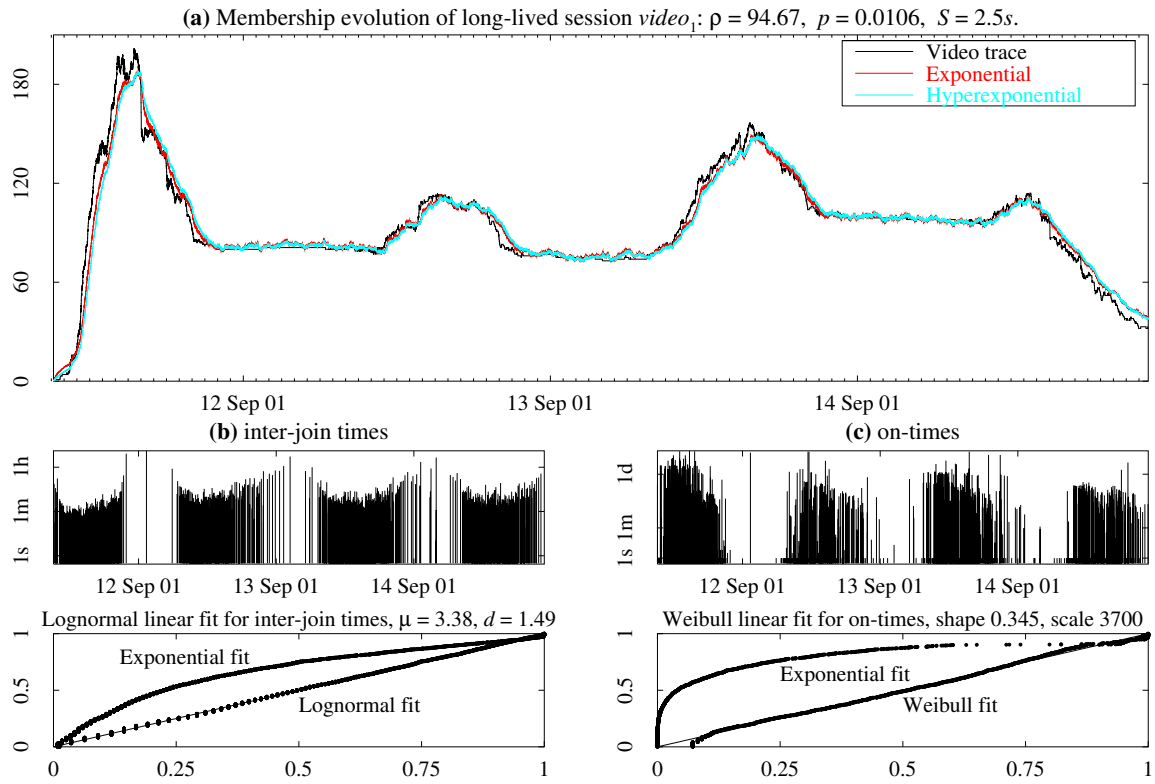 (a) Membership evolution of long-lived session video1: ρ = 94.67, p = 0.0106, S = 2.5s.
180
120
60
0
Video trace
Exponential
Hyperexponential
12 Sep 01
13 Sep 01
14 Sep 01
(b) inter-join times
1h
1m
1s
12 Sep 01
13 Sep 01
14 Sep 01
(c) on-times
1d
1m
1s
12 Sep 01
13 Sep 01
14 Sep 01
Lognormal linear fit for inter-join times, μ = 3.38, d = 1.49
1
0.5
0
Exponential fit
Lognormal fit
0
0.25
0.5
0.75
1
Weibull linear fit for on-times, shape 0.345, scale 3700
1
0.5
0
Exponential fit
Weibull fit
0
0.25
0.5
0.75
1